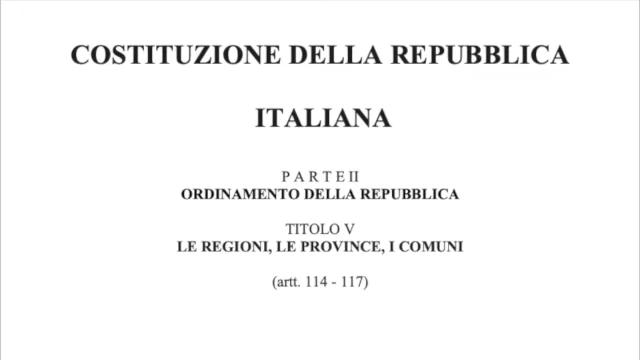 COSTITUZIONE DELLA REPUBBLICA
ITALIANA
P A R T E II
ORDINAMENTO DELLA REPUBBLICA
TITOLO V
LE REGIONI, LE PROVINCE, I COMUNI
(artt. 114 - 117)